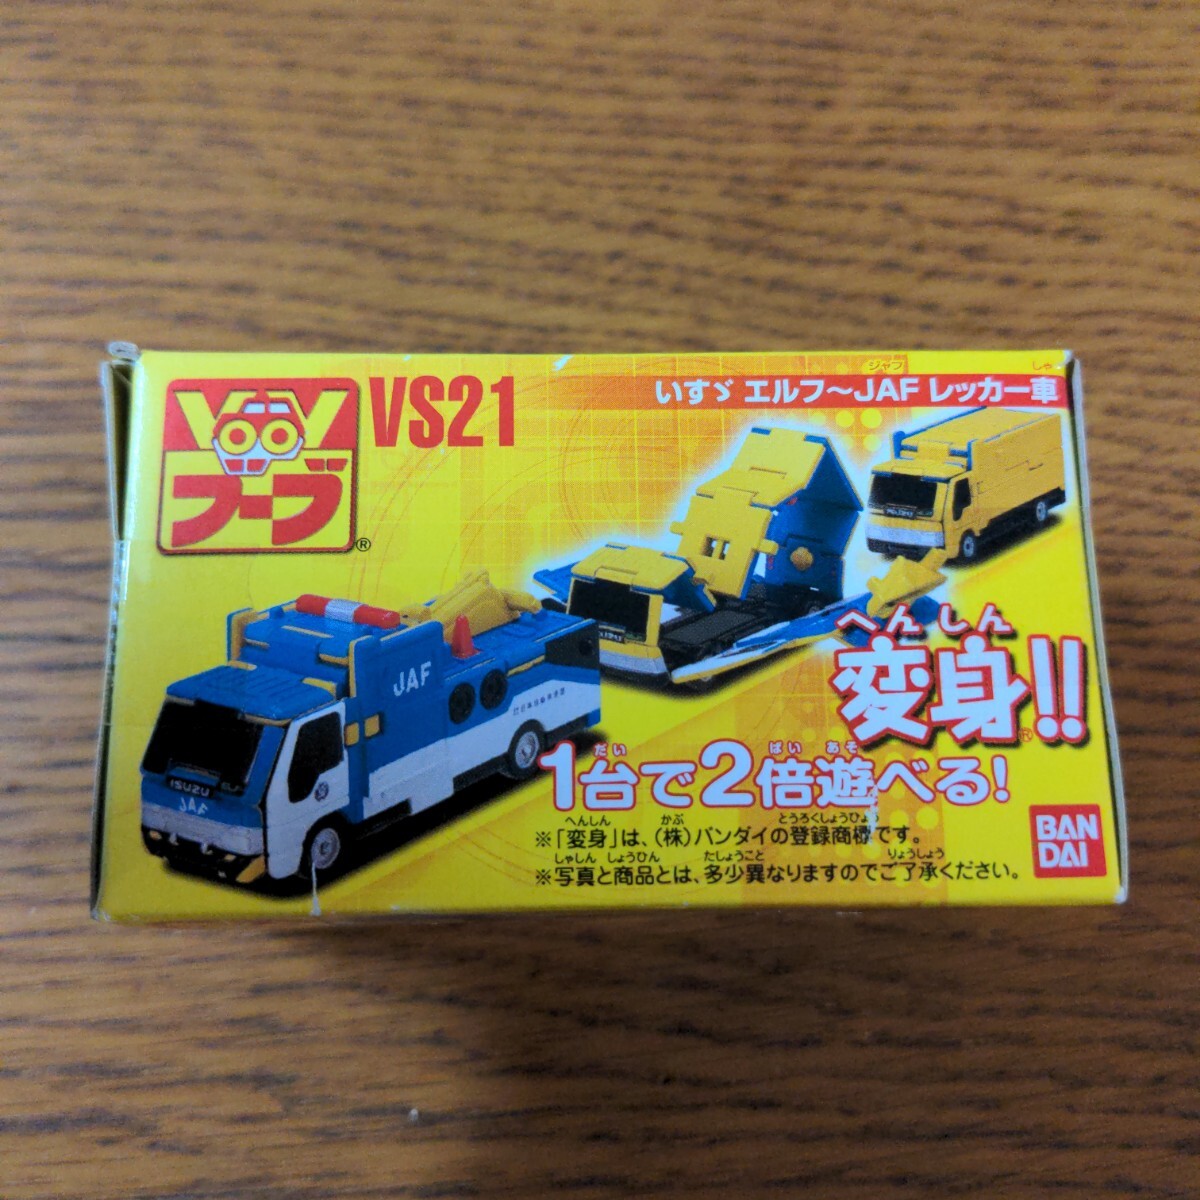 VooV
ブーブ®
VS21
ジャフ しゃ
いすゞ エルフ〜JAF レッカー車
へんしん
変身®!!
だい ばい あそ
1台で2倍遊べる!
へんしん かぶ とうろくしょうひょう
※「変身」は、(株)バンダイの登録商標です。
しゃしん しょうひん たしょうこと りょうしょう
※写真と商品とは、多少異なりますのでご了承ください。
BAN
DAI
JAF
ISUZU ELF
JAF